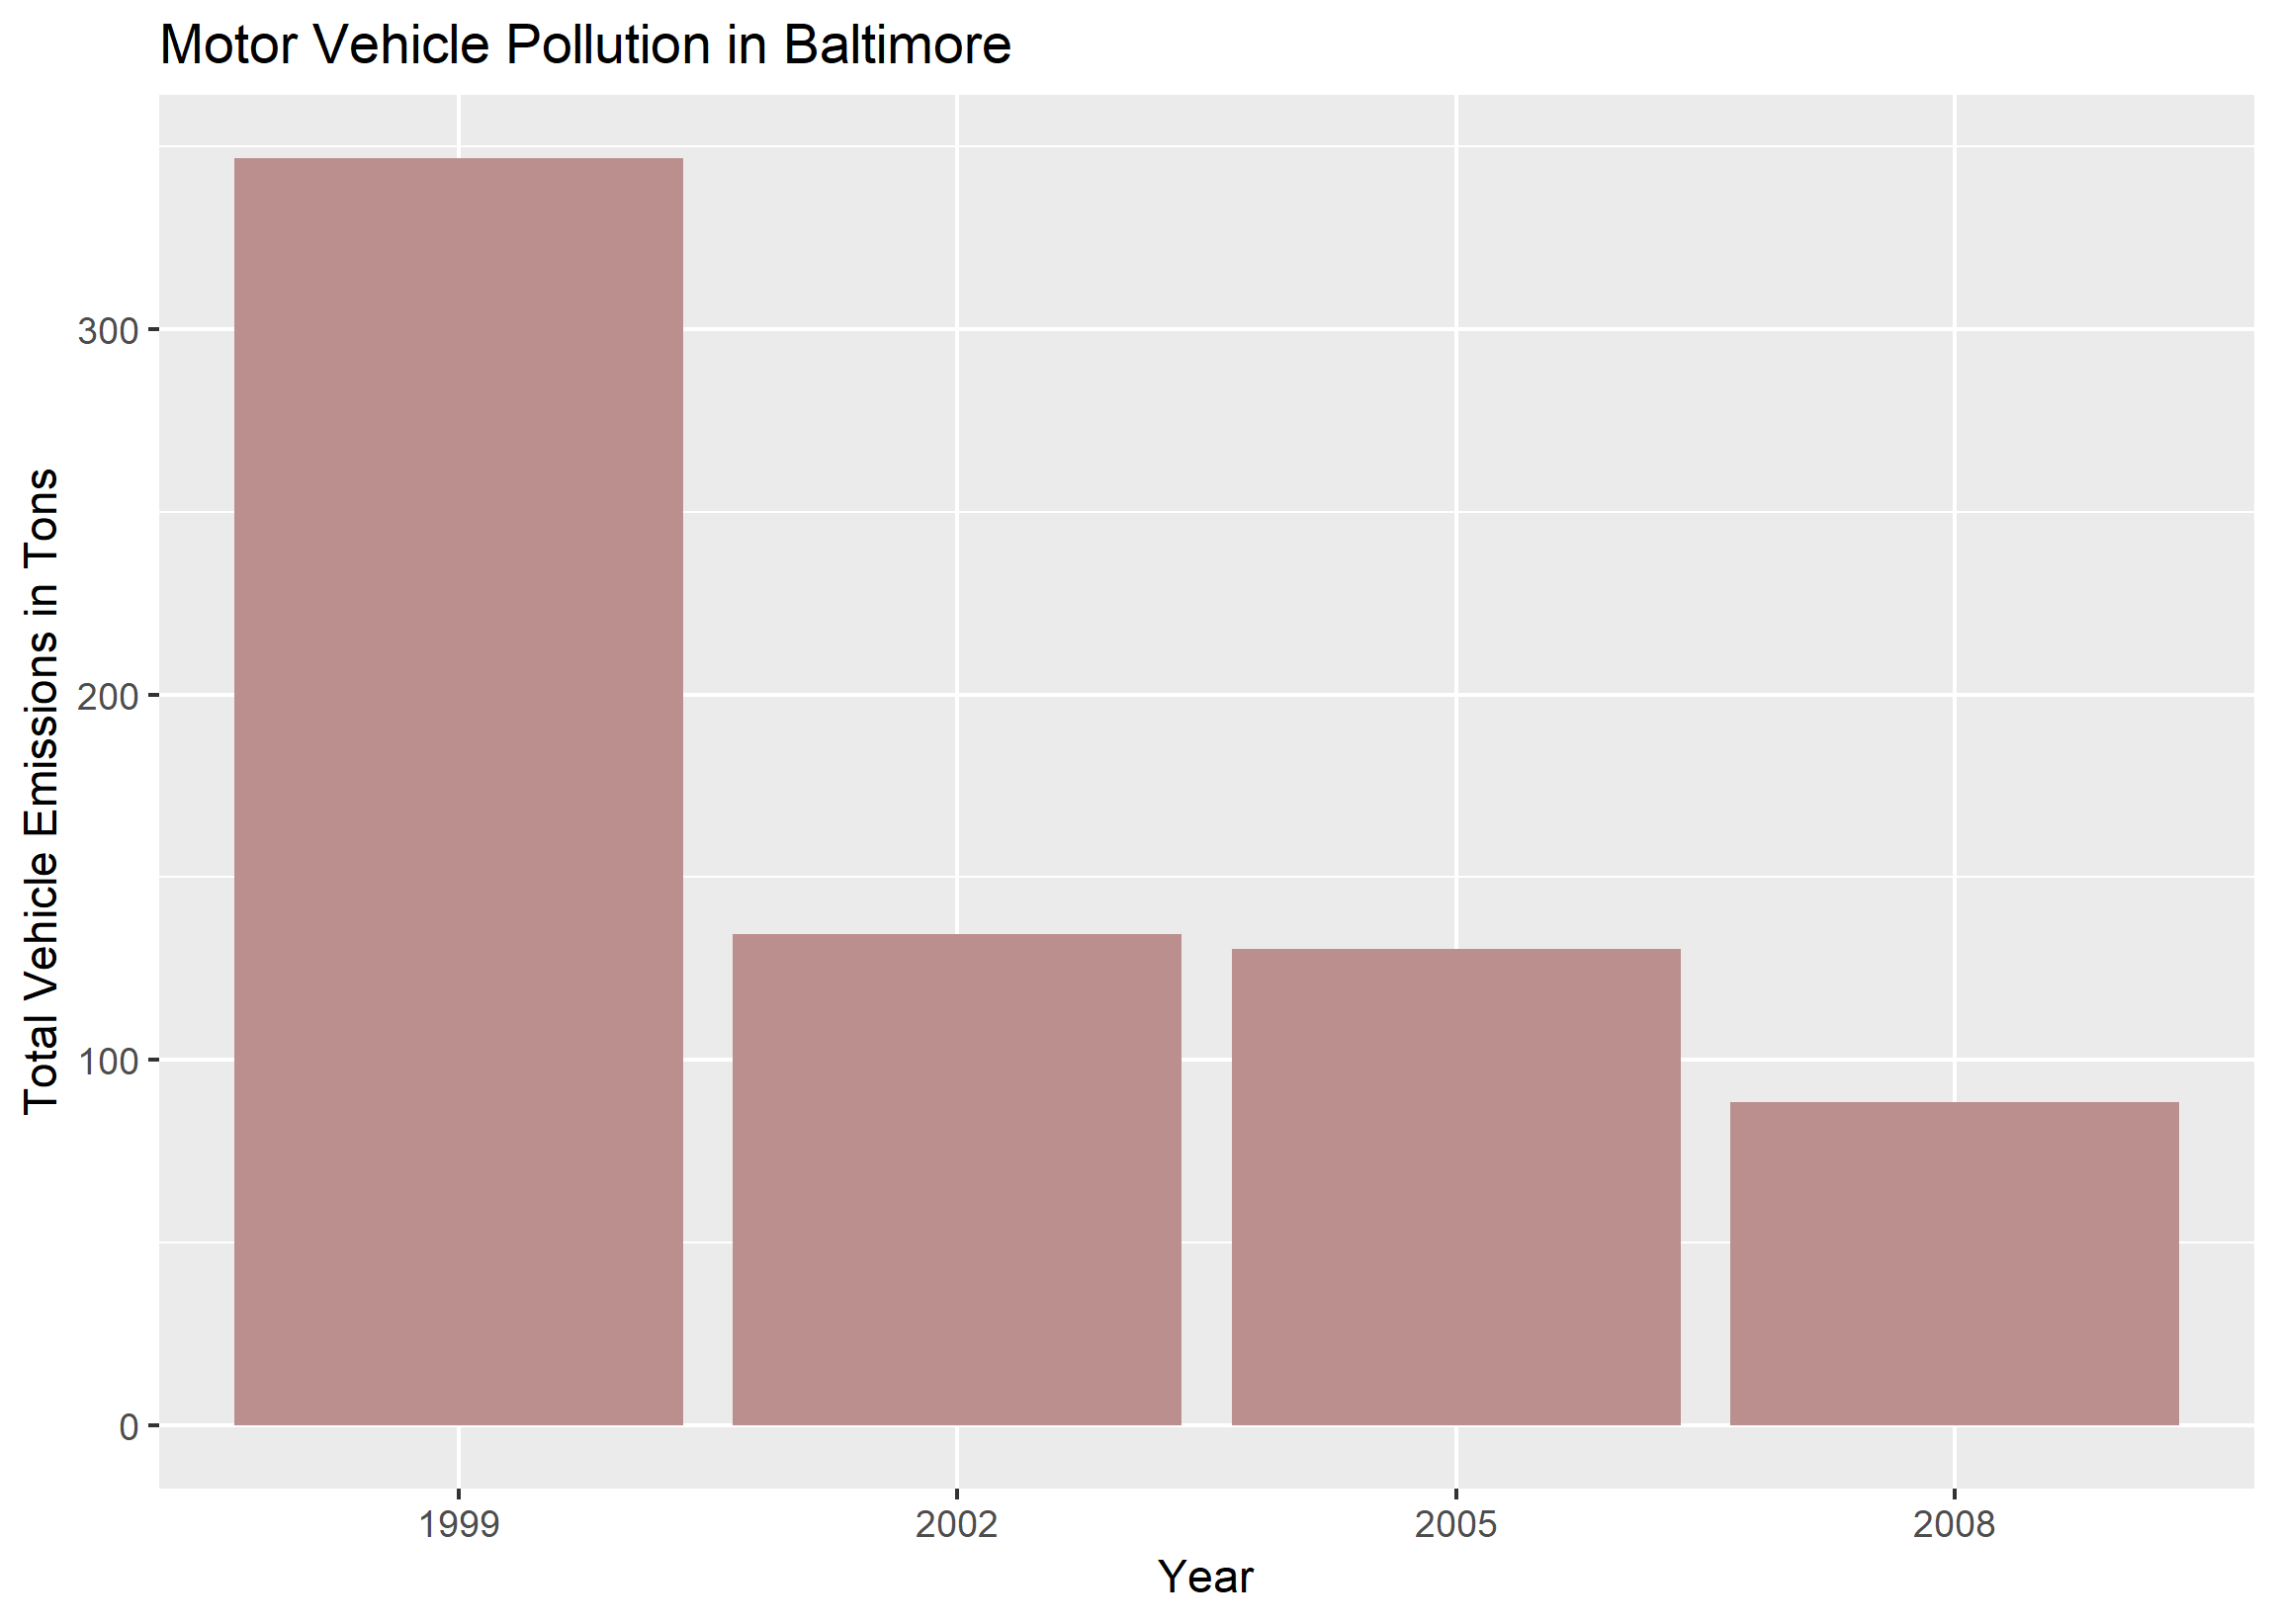 Motor Vehicle Pollution in Baltimore
Total Vehicle Emissions in Tons
300
200
100
0
1999
2002
2005
2008
Year